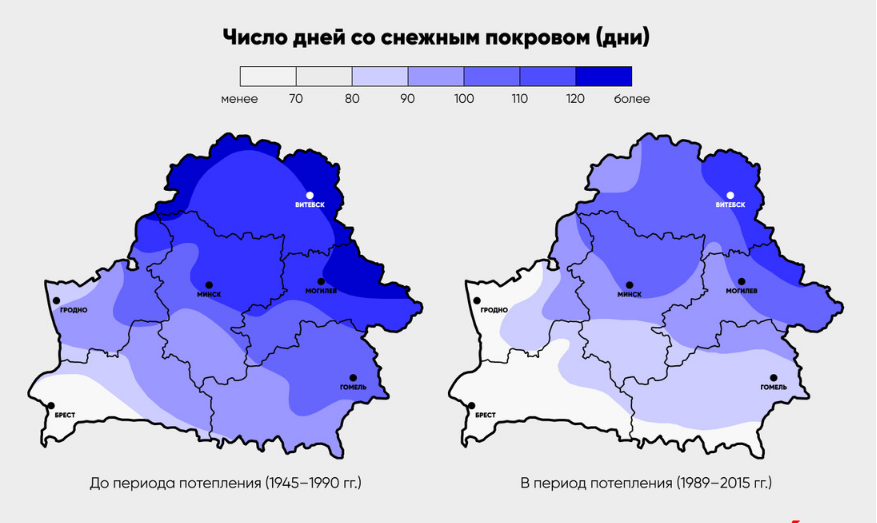 Число дней со снежным покровом (дни)
менее 70 80 90 100 110 120 более
ВИТЕБСК
МИНСК
МОГИЛЕВ
ГРОДНО
ГОМЕЛЬ
БРЕСТ
До периода потепления (1945–1990 гг.)
ВИТЕБСК
МИНСК
МОГИЛЕВ
ГРОДНО
ГОМЕЛЬ
БРЕСТ
В период потепления (1989–2015 гг.)